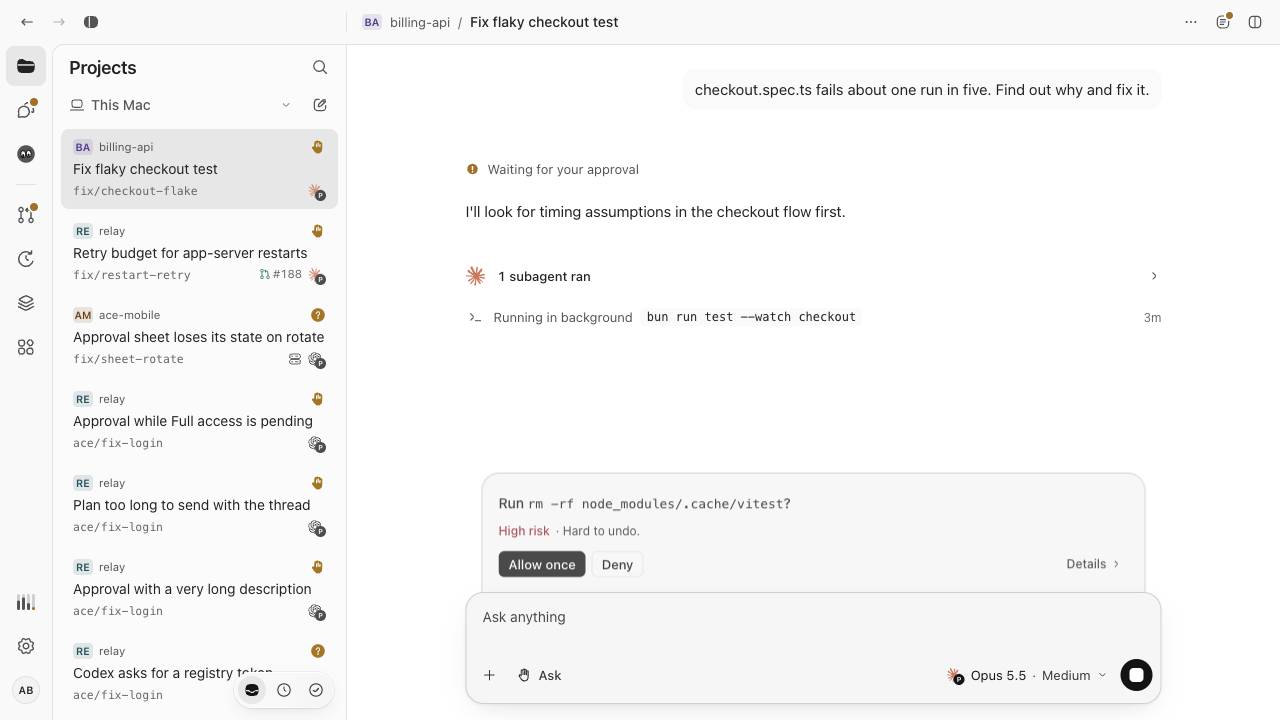 BA billing-api / Fix flaky checkout test
Projects
This Mac
BA billing-api
Fix flaky checkout test
fix/checkout-flake
RE relay
Retry budget for app-server restarts
fix/restart-retry #188
AM ace-mobile
Approval sheet loses its state on rotate
fix/sheet-rotate
RE relay
Approval while Full access is pending
ace/fix-login
RE relay
Plan too long to send with the thread
ace/fix-login
RE relay
Approval with a very long description
ace/fix-login
RE relay
Codex asks for a registry token
ace/fix-login
AB
checkout.spec.ts fails about one run in five. Find out why and fix it.
Waiting for your approval
I'll look for timing assumptions in the checkout flow first.
1 subagent ran
Running in background bun run test --watch checkout 3m
Run rm -rf node_modules/.cache/vitest?
High risk · Hard to undo.
Allow once Deny Details
Ask anything
Ask Opus 5.5 · Medium